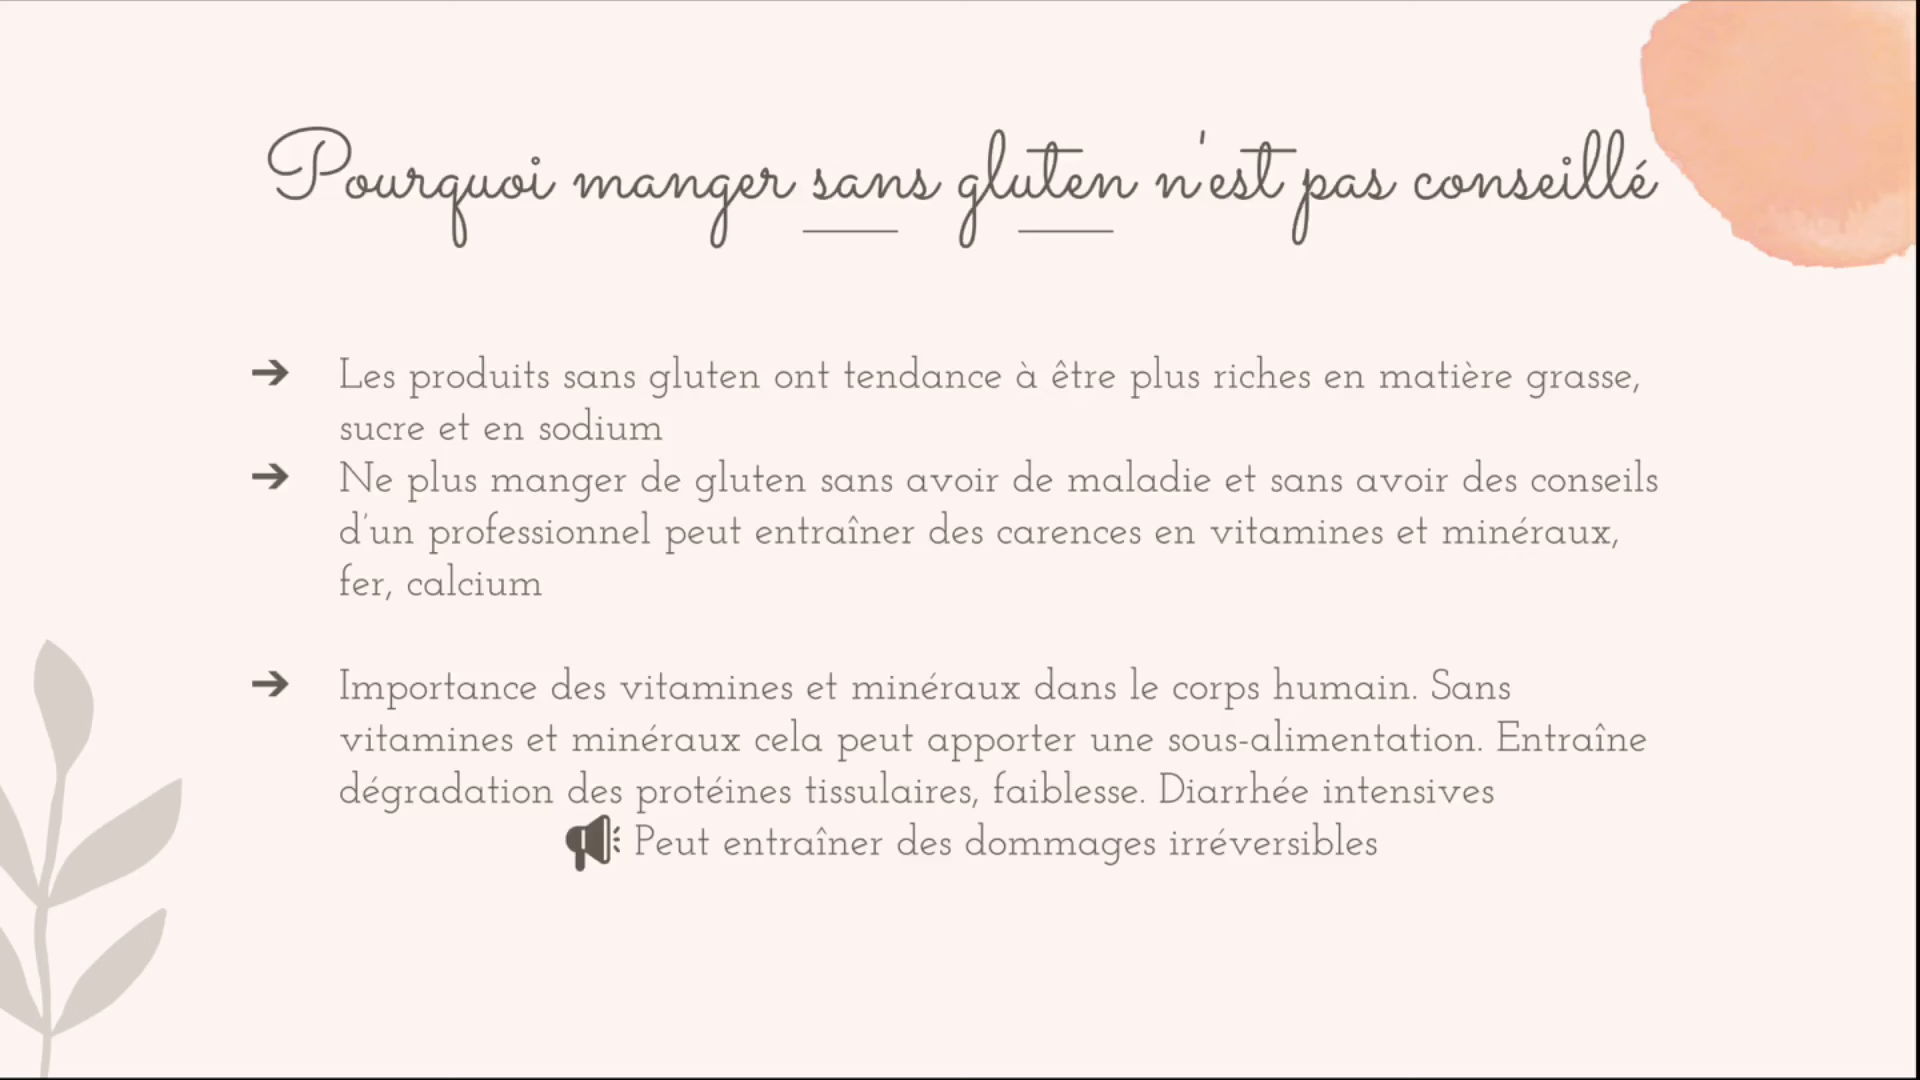 Pourquoi manger sans gluten n'est pas conseillé
➔ Les produits sans gluten ont tendance à être plus riches en matière grasse,
sucre et en sodium
➔ Ne plus manger de gluten sans avoir de maladie et sans avoir des conseils
d'un professionnel peut entraîner des carences en vitamines et minéraux,
fer, calcium
➔ Importance des vitamines et minéraux dans le corps humain. Sans
vitamines et minéraux cela peut apporter une sous-alimentation. Entraîne
dégradation des protéines tissulaires, faiblesse. Diarrhée intensives
Peut entraîner des dommages irréversibles